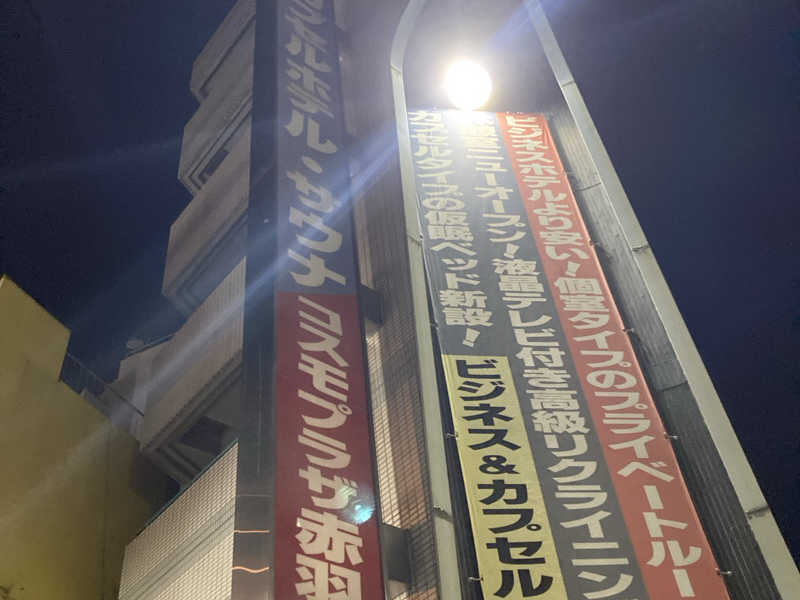 プセルホテル・サウナ
コスモプラザ赤羽
ビジネスホテルより安い!個室タイプのプライベートルー
ニューオープン!液晶テレビ付き高級リクライニン
カプセルタイプの仮眠ベッド新設!
ビジネス&カプセル